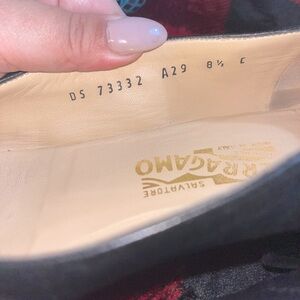 DS 73332 A29 8½ E
SALVATORE
RRAGAMO